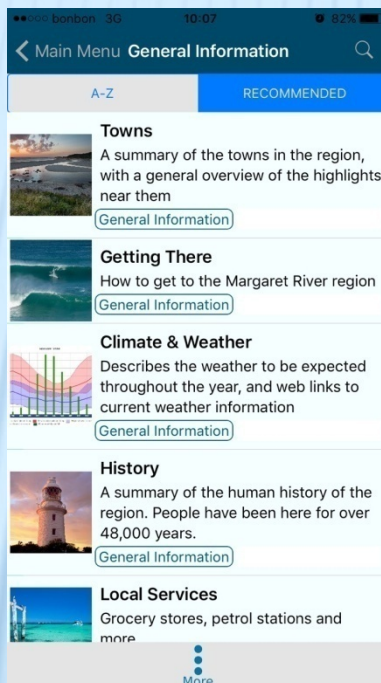 bonbon 3G 10:07 82%
Main Menu General Information
A-Z RECOMMENDED
Towns
A summary of the towns in the region,
with a general overview of the highlights
near them
General Information
Getting There
How to get to the Margaret River region
General Information
Climate & Weather
Describes the weather to be expected
throughout the year, and web links to
current weather information
General Information
History
A summary of the human history of the
region. People have been here for over
48,000 years.
General Information
Local Services
Grocery stores, petrol stations and
more
More